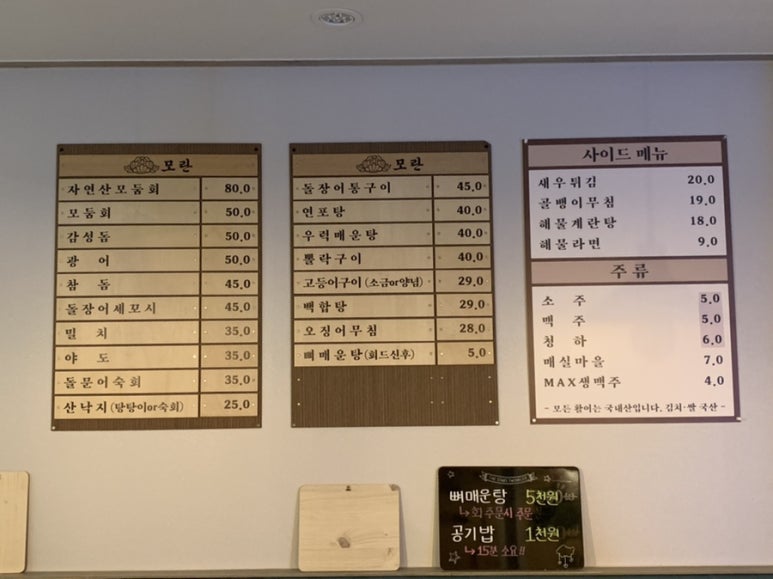 모란
자연산모둠회 80.0
모둠회 50.0
감성돔 50.0
광어 50.0
참돔 45.0
돌장어세꼬시 45.0
밀치 35.0
야도 35.0
돌문어숙회 35.0
산낙지(탕탕이or숙회) 25.0
모란
돌장어통구이 45.0
연포탕 40.0
우럭매운탕 40.0
뽈락구이 40.0
고등어구이(소금or양념) 29.0
백합탕 29.0
오징어무침 28.0
뼈매운탕(회드신후) 5.0
사이드 메뉴
새우튀김 20.0
골뱅이무침 19.0
해물계란탕 18.0
해물라면 9.0
주류
소주 5.0
맥주 5.0
청하 6.0
매실마을 7.0
MAX생맥주 4.0
- 모든 활어는 국내산입니다. 김치·쌀 국산 -
뼈매운탕 5천원
↳회 주문시 주문
공기밥 1천원
↳15분 소요!!